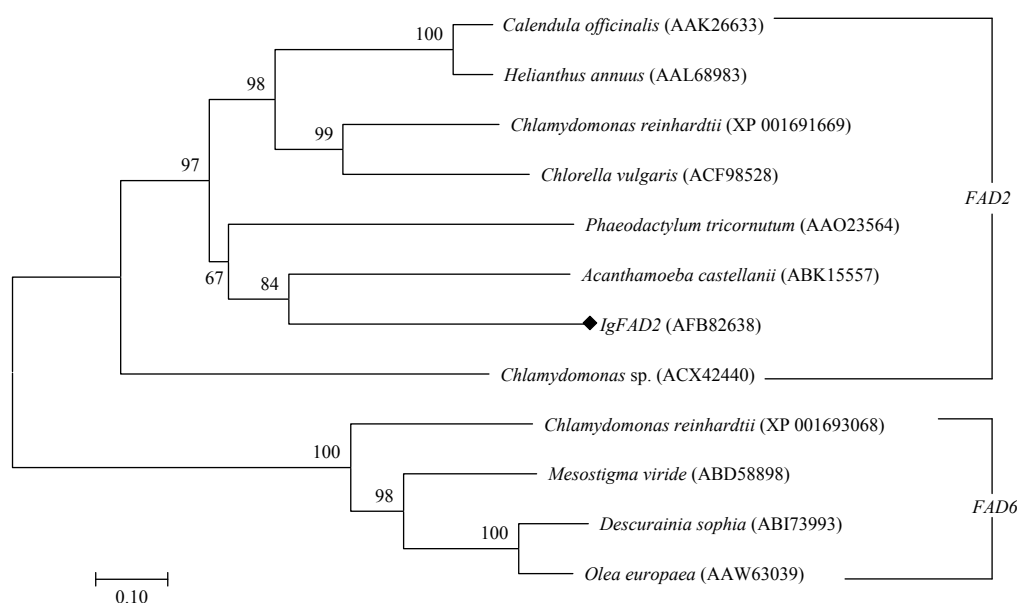 Calendula officinalis (AAK26633)
100
Helianthus annuus (AAL68983)
98
Chlamydomonas reinhardtii (XP 001691669)
99
Chlorella vulgaris (ACF98528)
97
FAD2
Phaeodactylum tricornutum (AAO23564)
67
Acanthamoeba castellanii (ABK15557)
84
IgFAD2 (AFB82638)
Chlamydomonas sp. (ACX42440)
Chlamydomonas reinhardtii (XP 001693068)
100
Mesostigma viride (ABD58898)
98
FAD6
Descurainia sophia (ABI73993)
100
Olea europaea (AAW63039)
0.10